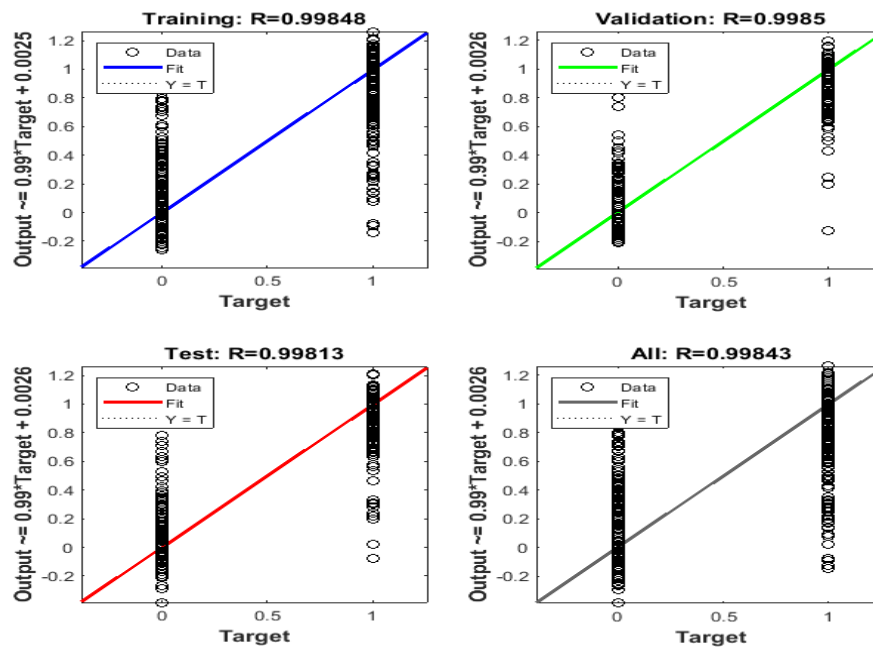 Training: R=0.99848
Output ~= 0.99*Target + 0.0025
1.2
1
0.8
0.6
0.4
0.2
0
-0.2
Data
Fit
Y = T
0
0.5
1
Target
Validation: R=0.9985
Output ~= 0.99*Target + 0.0026
1.2
1
0.8
0.6
0.4
0.2
0
-0.2
Data
Fit
Y = T
0
0.5
1
Target
Test: R=0.99813
Output ~= 0.99*Target + 0.0026
1.2
1
0.8
0.6
0.4
0.2
0
-0.2
Data
Fit
Y = T
0
0.5
1
Target
All: R=0.99843
Output ~= 0.99*Target + 0.0026
1.2
1
0.8
0.6
0.4
0.2
0
-0.2
Data
Fit
Y = T
0
0.5
1
Target